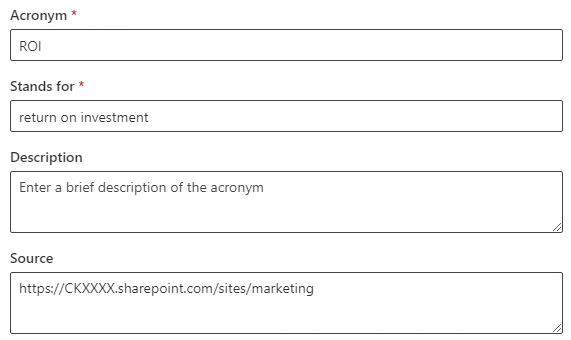 Acronym *
ROI
Stands for *
return on investment
Description
Enter a brief description of the acronym
Source
https://CKXXXX.sharepoint.com/sites/marketing